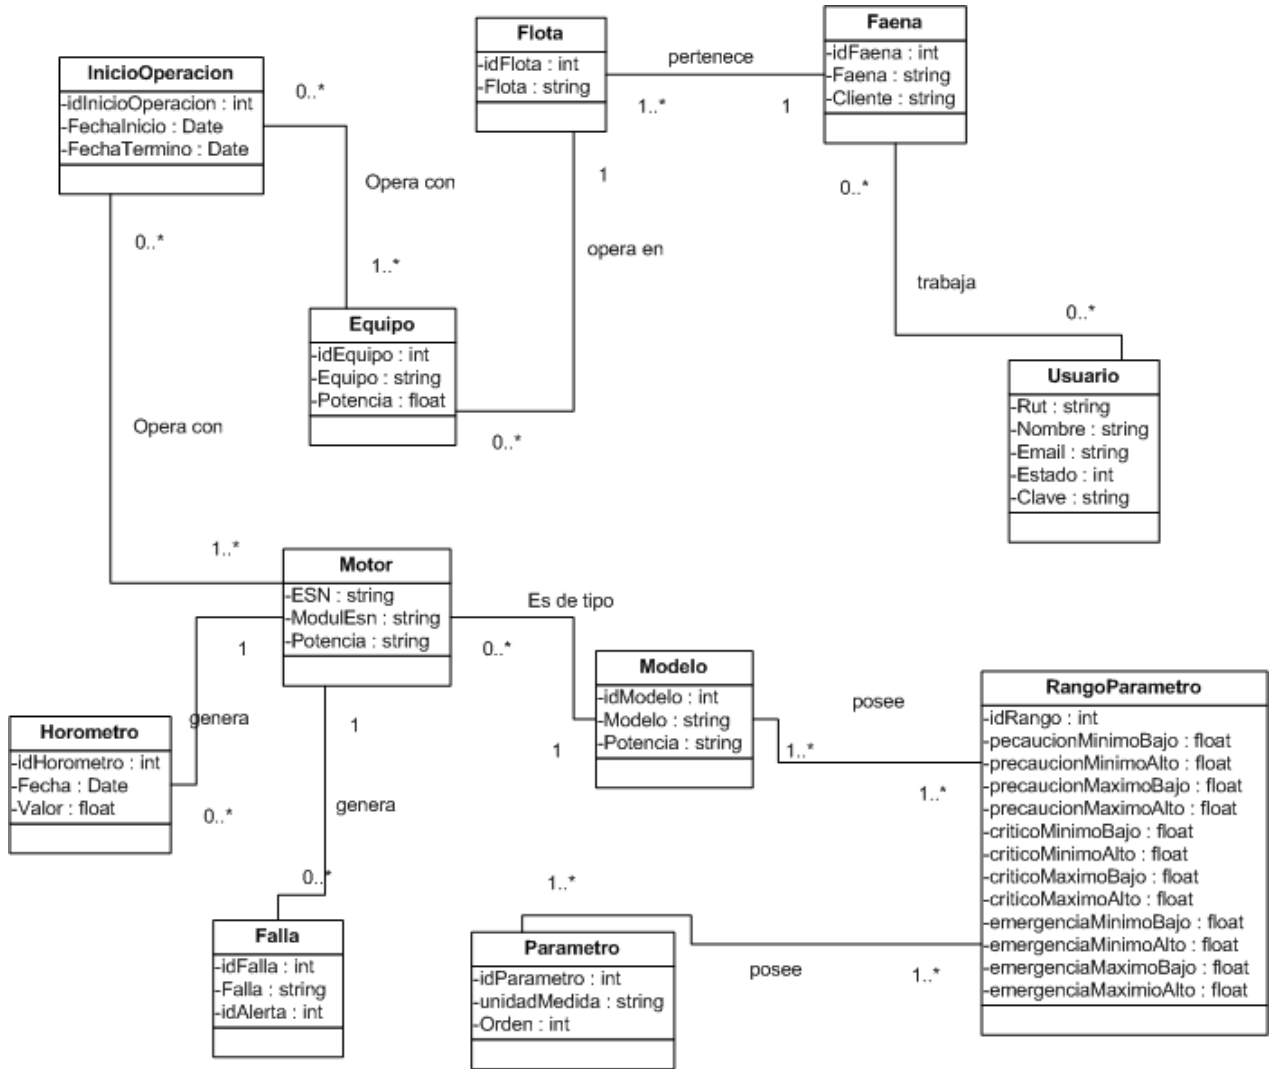 Flota
-idFlota : int
-Flota : string
pertenece
1..*
1
Faena
-idFaena : int
-Faena : string
-Cliente : string
InicioOperacion
-idInicioOperacion : int
-FechaInicio : Date
-FechaTermino : Date
0..*
Opera con
1..*
0..*
1
opera en
0..*
0..*
trabaja
0..*
Equipo
-idEquipo : int
-Equipo : string
-Potencia : float
Usuario
-Rut : string
-Nombre : string
-Email : string
-Estado : int
-Clave : string
Opera con
1..*
Motor
-ESN : string
-ModulEsn : string
-Potencia : string
Es de tipo
0..*
1
Modelo
-idModelo : int
-Modelo : string
-Potencia : string
posee
1..*
1..*
RangoParametro
-idRango : int
-pecaucionMinimoBajo : float
-precaucionMinimoAlto : float
-precaucionMaximoBajo : float
-precaucionMaximoAlto : float
-criticoMinimoBajo : float
-criticoMinimoAlto : float
-criticoMaximoBajo : float
-criticoMaximoAlto : float
-emergenciaMinimoBajo : float
-emergenciaMinimoAlto : float
-emergenciaMaximoBajo : float
-emergenciaMaximioAlto : float
1
genera
0..*
Horometro
-idHorometro : int
-Fecha : Date
-Valor : float
1
genera
0..*
Falla
-idFalla : int
-Falla : string
-idAlerta : int
1..*
posee
1..*
Parametro
-idParametro : int
-unidadMedida : string
-Orden : int